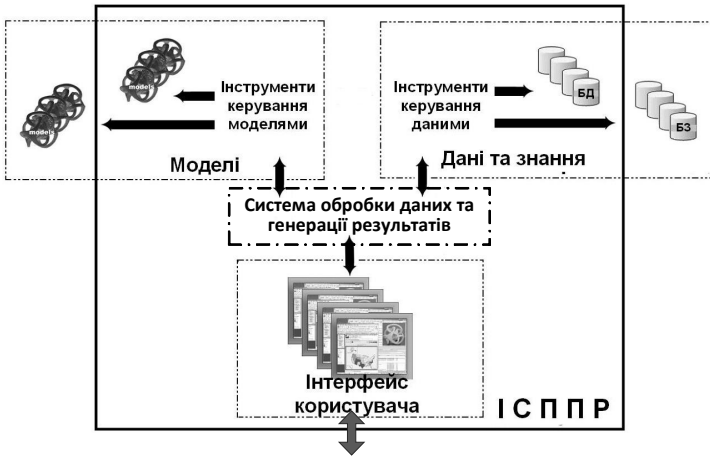 models
models
Інструменти
керування
моделями
Моделі
Інструменти
керування
даними
БД
БЗ
Дані та знання
Система обробки даних та
генерації результатів
Інтерфейс
користувача
І С П П Р